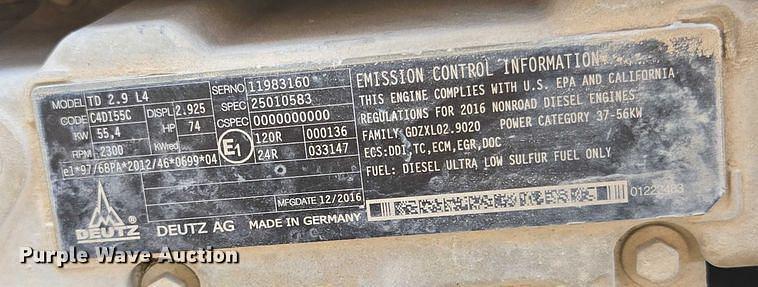 MODEL TD 2.9 L4
CODE C4DI55C DISPL 2.925
KW 55,4 HP 74
RPM 2300 KWred
e1*97/68PA*2012/46*0699*04
SERNO 11983160
SPEC 25010583
CSPEC 0000000000
E1 120R 000136
24R 033147
MFGDATE 12/2016
DEUTZ ®
DEUTZ AG MADE IN GERMANY
EMISSION CONTROL INFORMATION
THIS ENGINE COMPLIES WITH U.S. EPA AND CALIFORNIA
REGULATIONS FOR 2016 NONROAD DIESEL ENGINES
FAMILY: GDZXL02.9020 POWER CATEGORY 37-56KW
ECS:DDI,TC,ECM,EGR,DOC
FUEL: DIESEL ULTRA LOW SULFUR FUEL ONLY
01222483
Purple Wave Auction